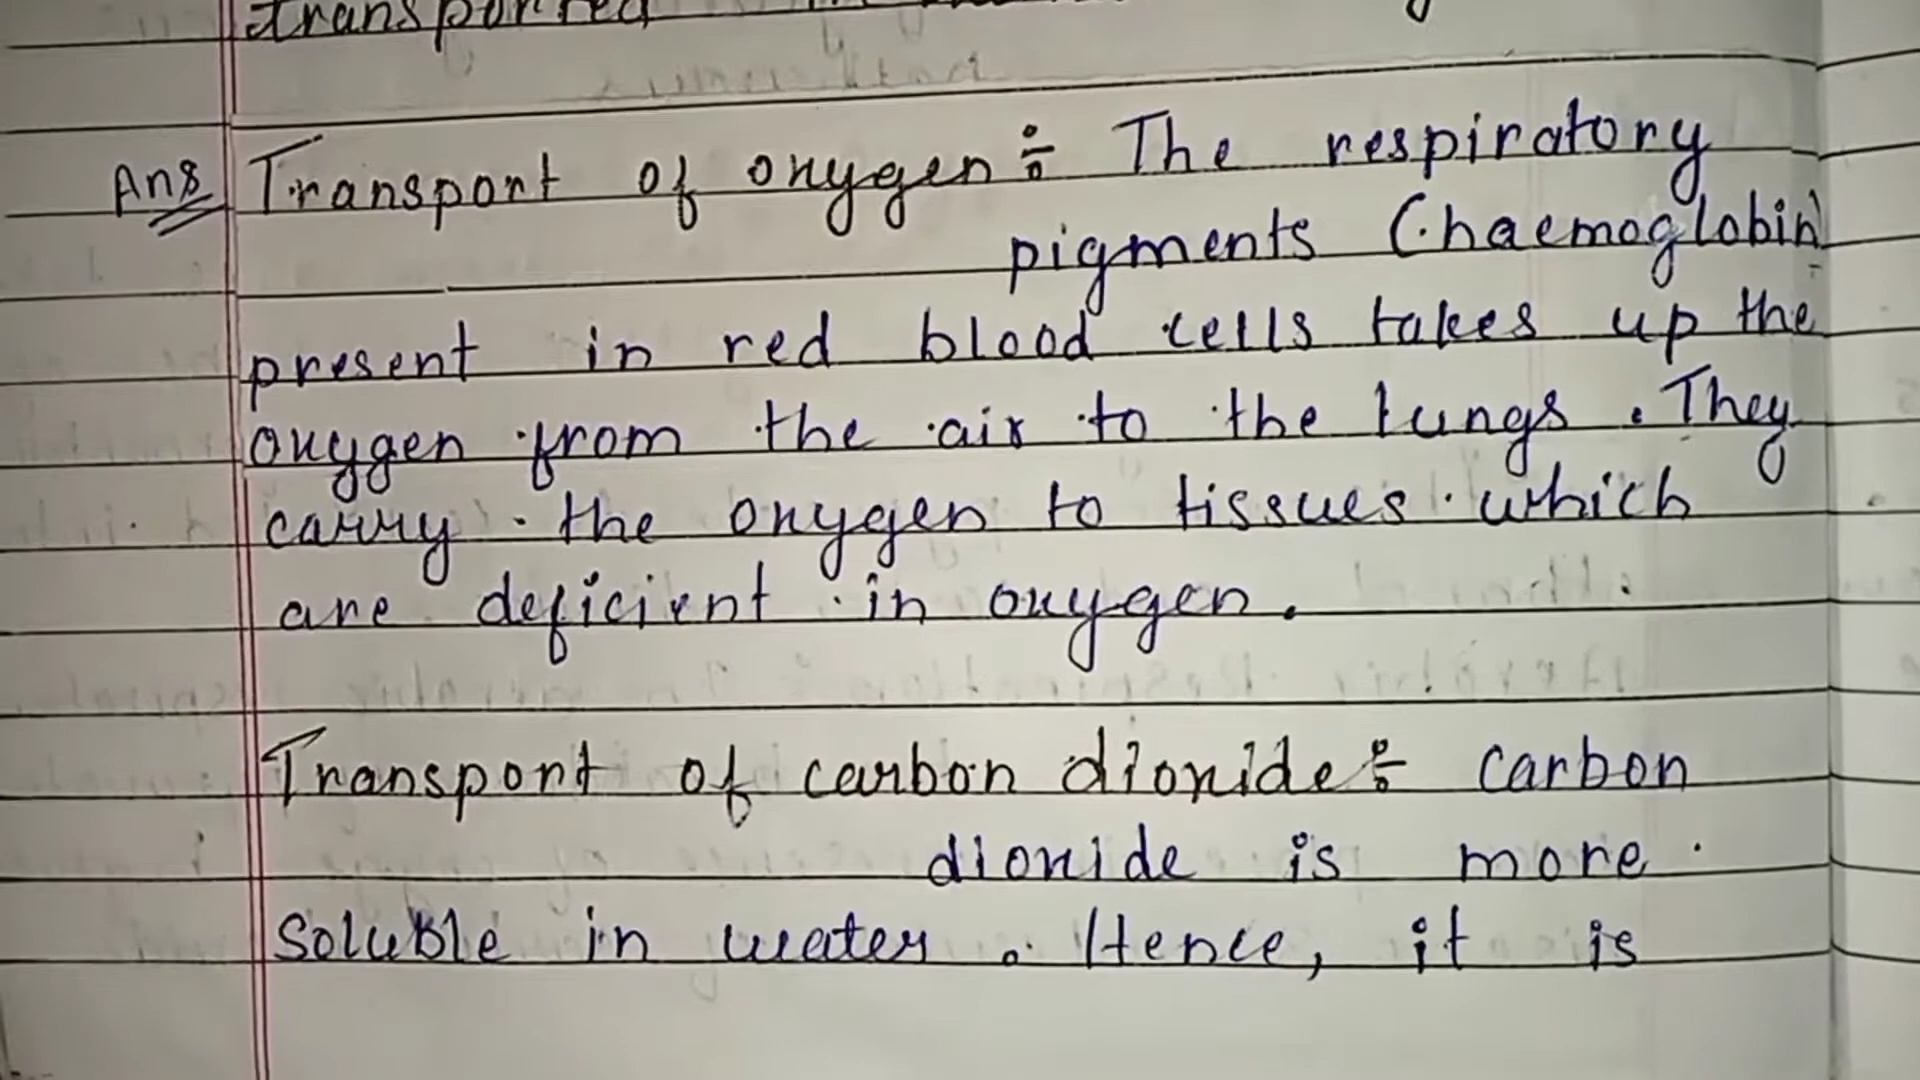 transported
Ans Transport of oxygen ÷ The respiratory
pigments (haemoglobin)
present in red blood cells takes up the
oxygen from the air to the lungs. They
carry the oxygen to tissues which
are deficient in oxygen.
Transport of carbon dioxide ÷ carbon
dioxide is more
soluble in water. Hence, it is